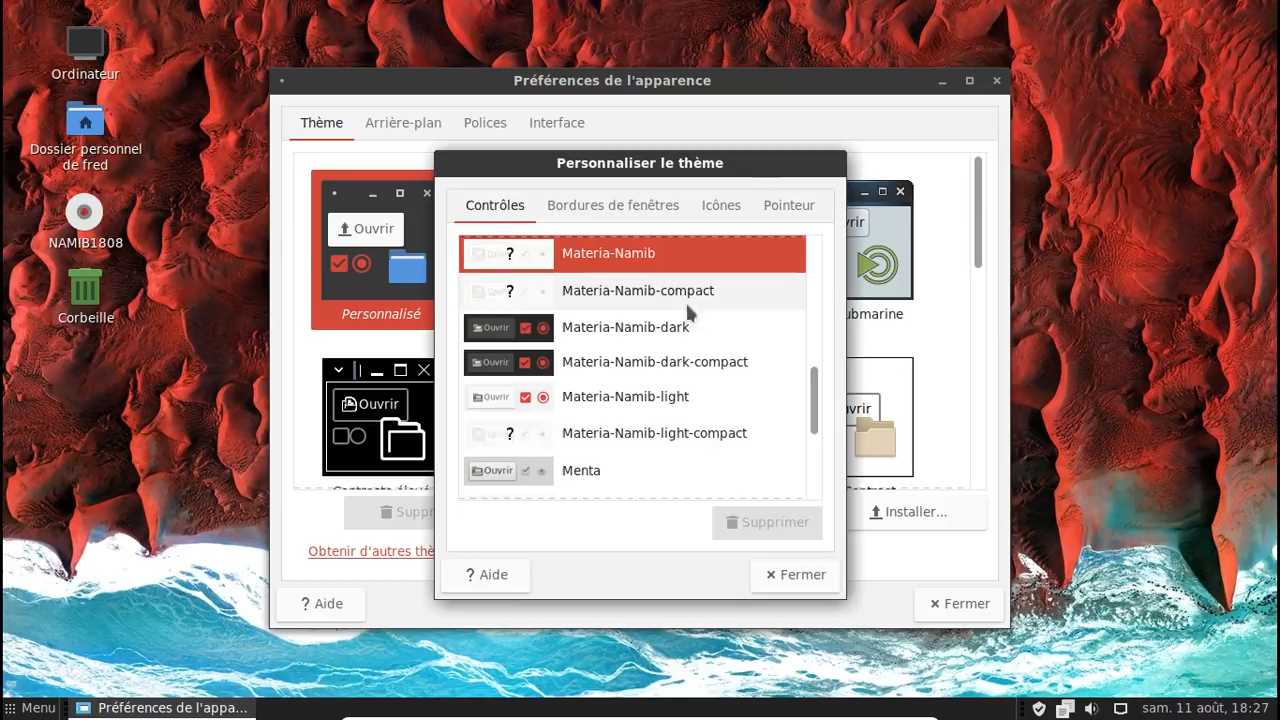 Ordinateur
Dossier personnel
de fred
NAMIB1808
Corbeille
Préférences de l'apparence
Thème
Arrière-plan
Polices
Interface
Ouvrir
Personnalisé
Ouvrir
Obtenir d'autres
Installer...
Aide
Fermer
Personnaliser le thème
Contrôles
Bordures de fenêtres
Icônes
Pointeur
? Materia-Namib
? Materia-Namib-compact
Ouvrir Materia-Namib-dark
Ouvrir Materia-Namib-dark-compact
Ouvrir Materia-Namib-light
? Materia-Namib-light-compact
Ouvrir Menta
Supprimer
? Aide
Fermer
Menu
Préférences de l'appa...
sam. 11 août, 18:27